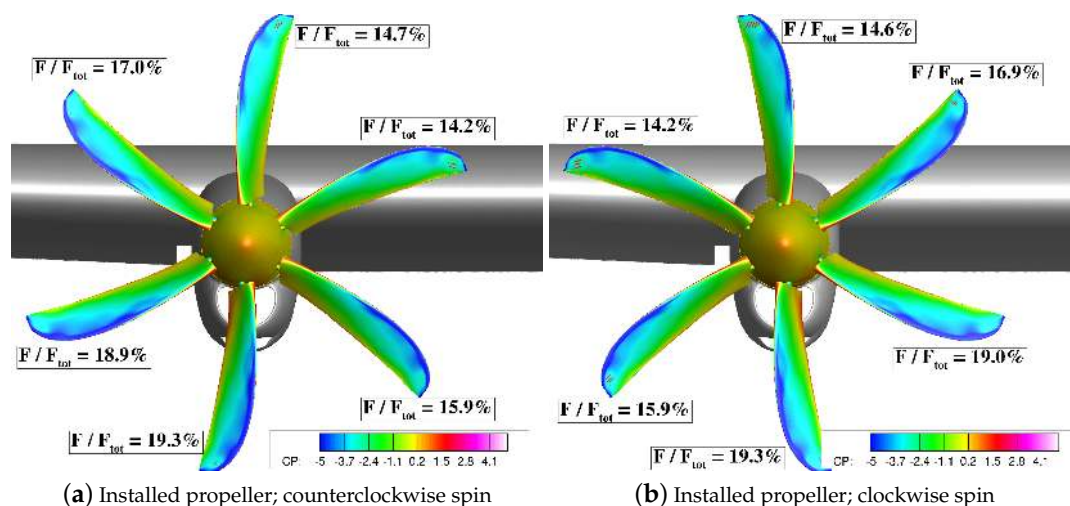 F / F_tot = 14.7%
F / F_tot = 17.0%
F / F_tot = 14.2%
F / F_tot = 18.9%
F / F_tot = 15.9%
F / F_tot = 19.3%
CP: -5 -3.7 -2.4 -1.1 0.2 1.5 2.8 4.1
(a) Installed propeller; counterclockwise spin
F / F_tot = 14.6%
F / F_tot = 16.9%
F / F_tot = 14.2%
F / F_tot = 19.0%
F / F_tot = 15.9%
F / F_tot = 19.3%
CP: -5 -3.7 -2.4 -1.1 0.2 1.5 2.8 4.1
(b) Installed propeller; clockwise spin